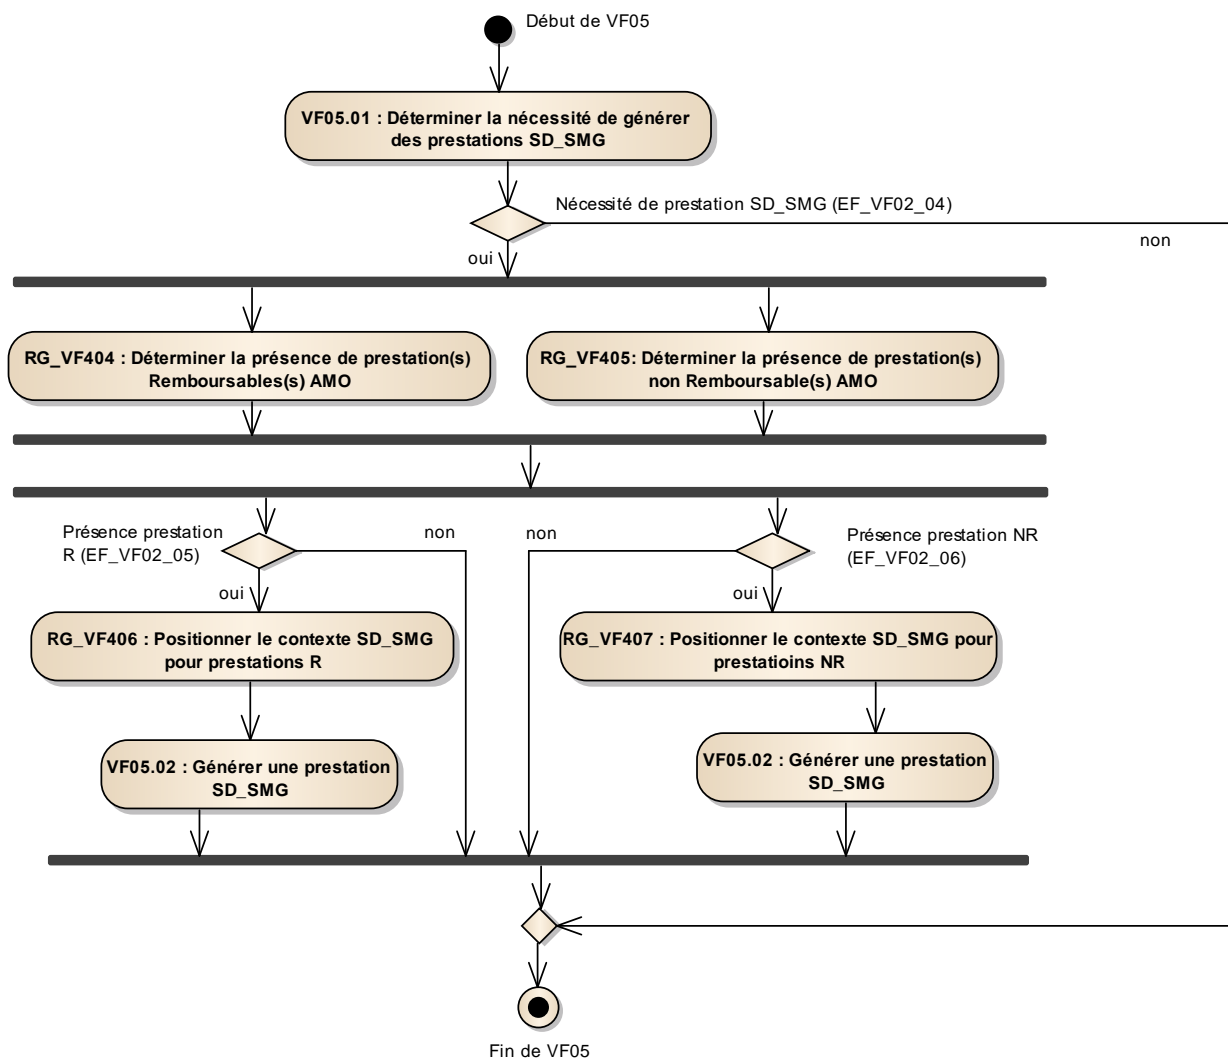 Début de VF05
VF05.01 : Déterminer la nécessité de générer
des prestations SD_SMG
Nécessité de prestation SD_SMG (EF_VF02_04)
non
oui
RG_VF404 : Déterminer la présence de prestation(s)
Remboursables(s) AMO
RG_VF405: Déterminer la présence de prestation(s)
non Remboursable(s) AMO
Présence prestation
R (EF_VF02_05)
non
non
Présence prestation NR
(EF_VF02_06)
oui
oui
RG_VF406 : Positionner le contexte SD_SMG
pour prestations R
RG_VF407 : Positionner le contexte SD_SMG pour
prestatioins NR
VF05.02 : Générer une prestation
SD_SMG
VF05.02 : Générer une prestation
SD_SMG
Fin de VF05